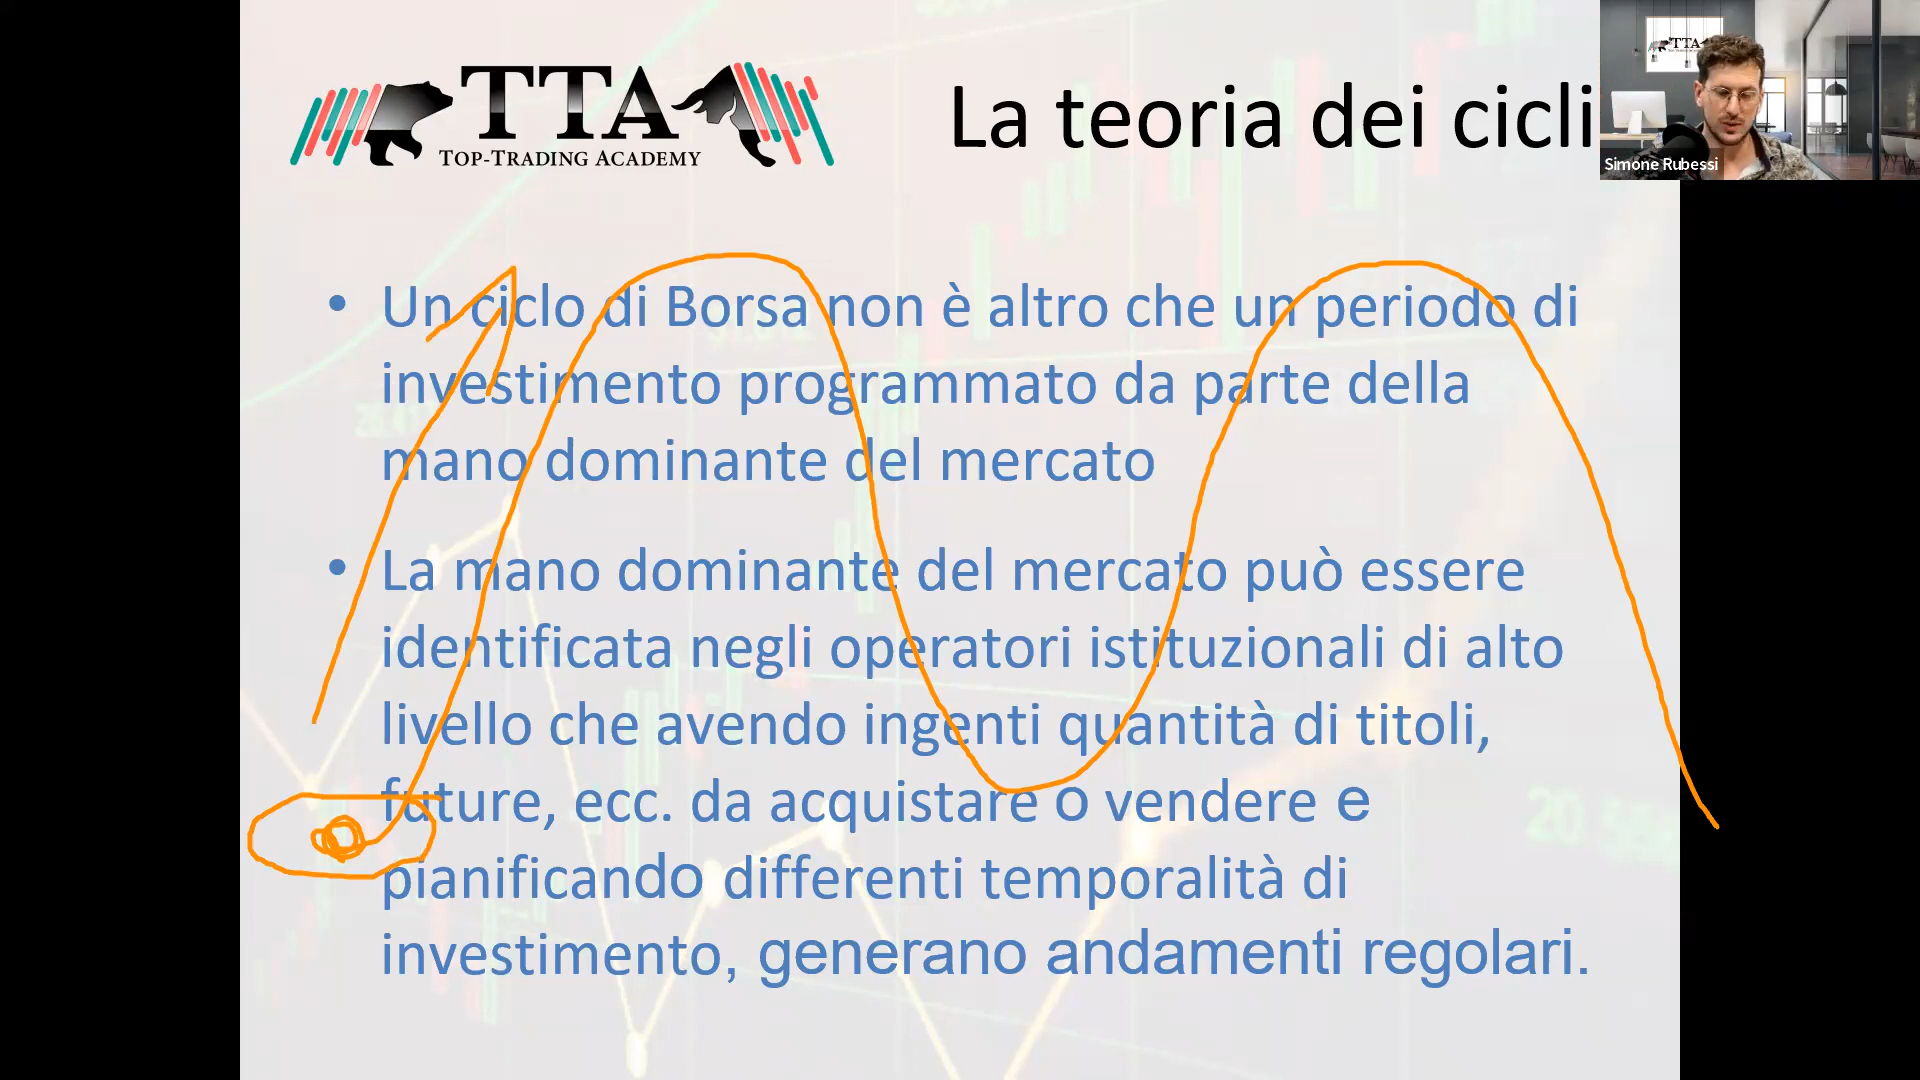 TTA
TOP-TRADING ACADEMY
La teoria dei cicli
TTA
Simone Rubessi
• Un ciclo di Borsa non è altro che un periodo di
investimento programmato da parte della
mano dominante del mercato
• La mano dominante del mercato può essere
identificata negli operatori istituzionali di alto
livello che avendo ingenti quantità di titoli,
future, ecc. da acquistare o vendere e
pianificando differenti temporalità di
investimento, generano andamenti regolari.